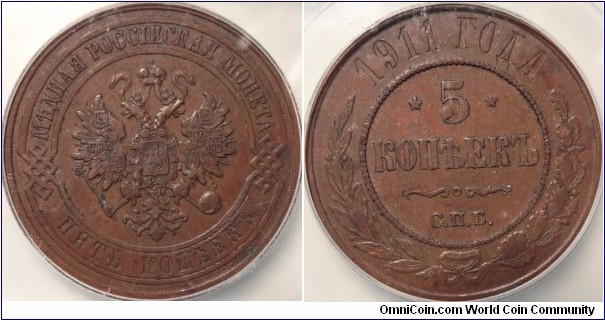 МѢДНАЯ РОССІЙСКАЯ МОНЕТА
ПЯТЬ КОПѢЕКЪ
1911 ГОДА
5
КОПѢЕКЪ
С.П.Б.
OmniCoin.com World Coin Community